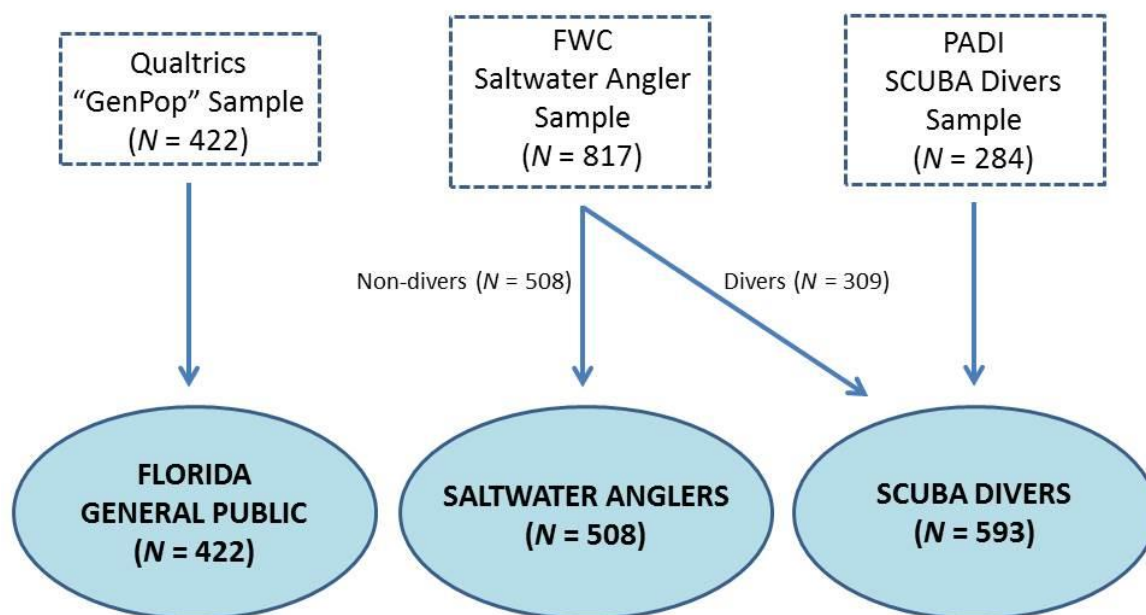 Qualtrics
“GenPop” Sample
(N = 422)
FWC
Saltwater Angler
Sample
(N = 817)
PADI
SCUBA Divers
Sample
(N = 284)
Non-divers (N = 508)
Divers (N = 309)
FLORIDA
GENERAL PUBLIC
(N = 422)
SALTWATER ANGLERS
(N = 508)
SCUBA DIVERS
(N = 593)